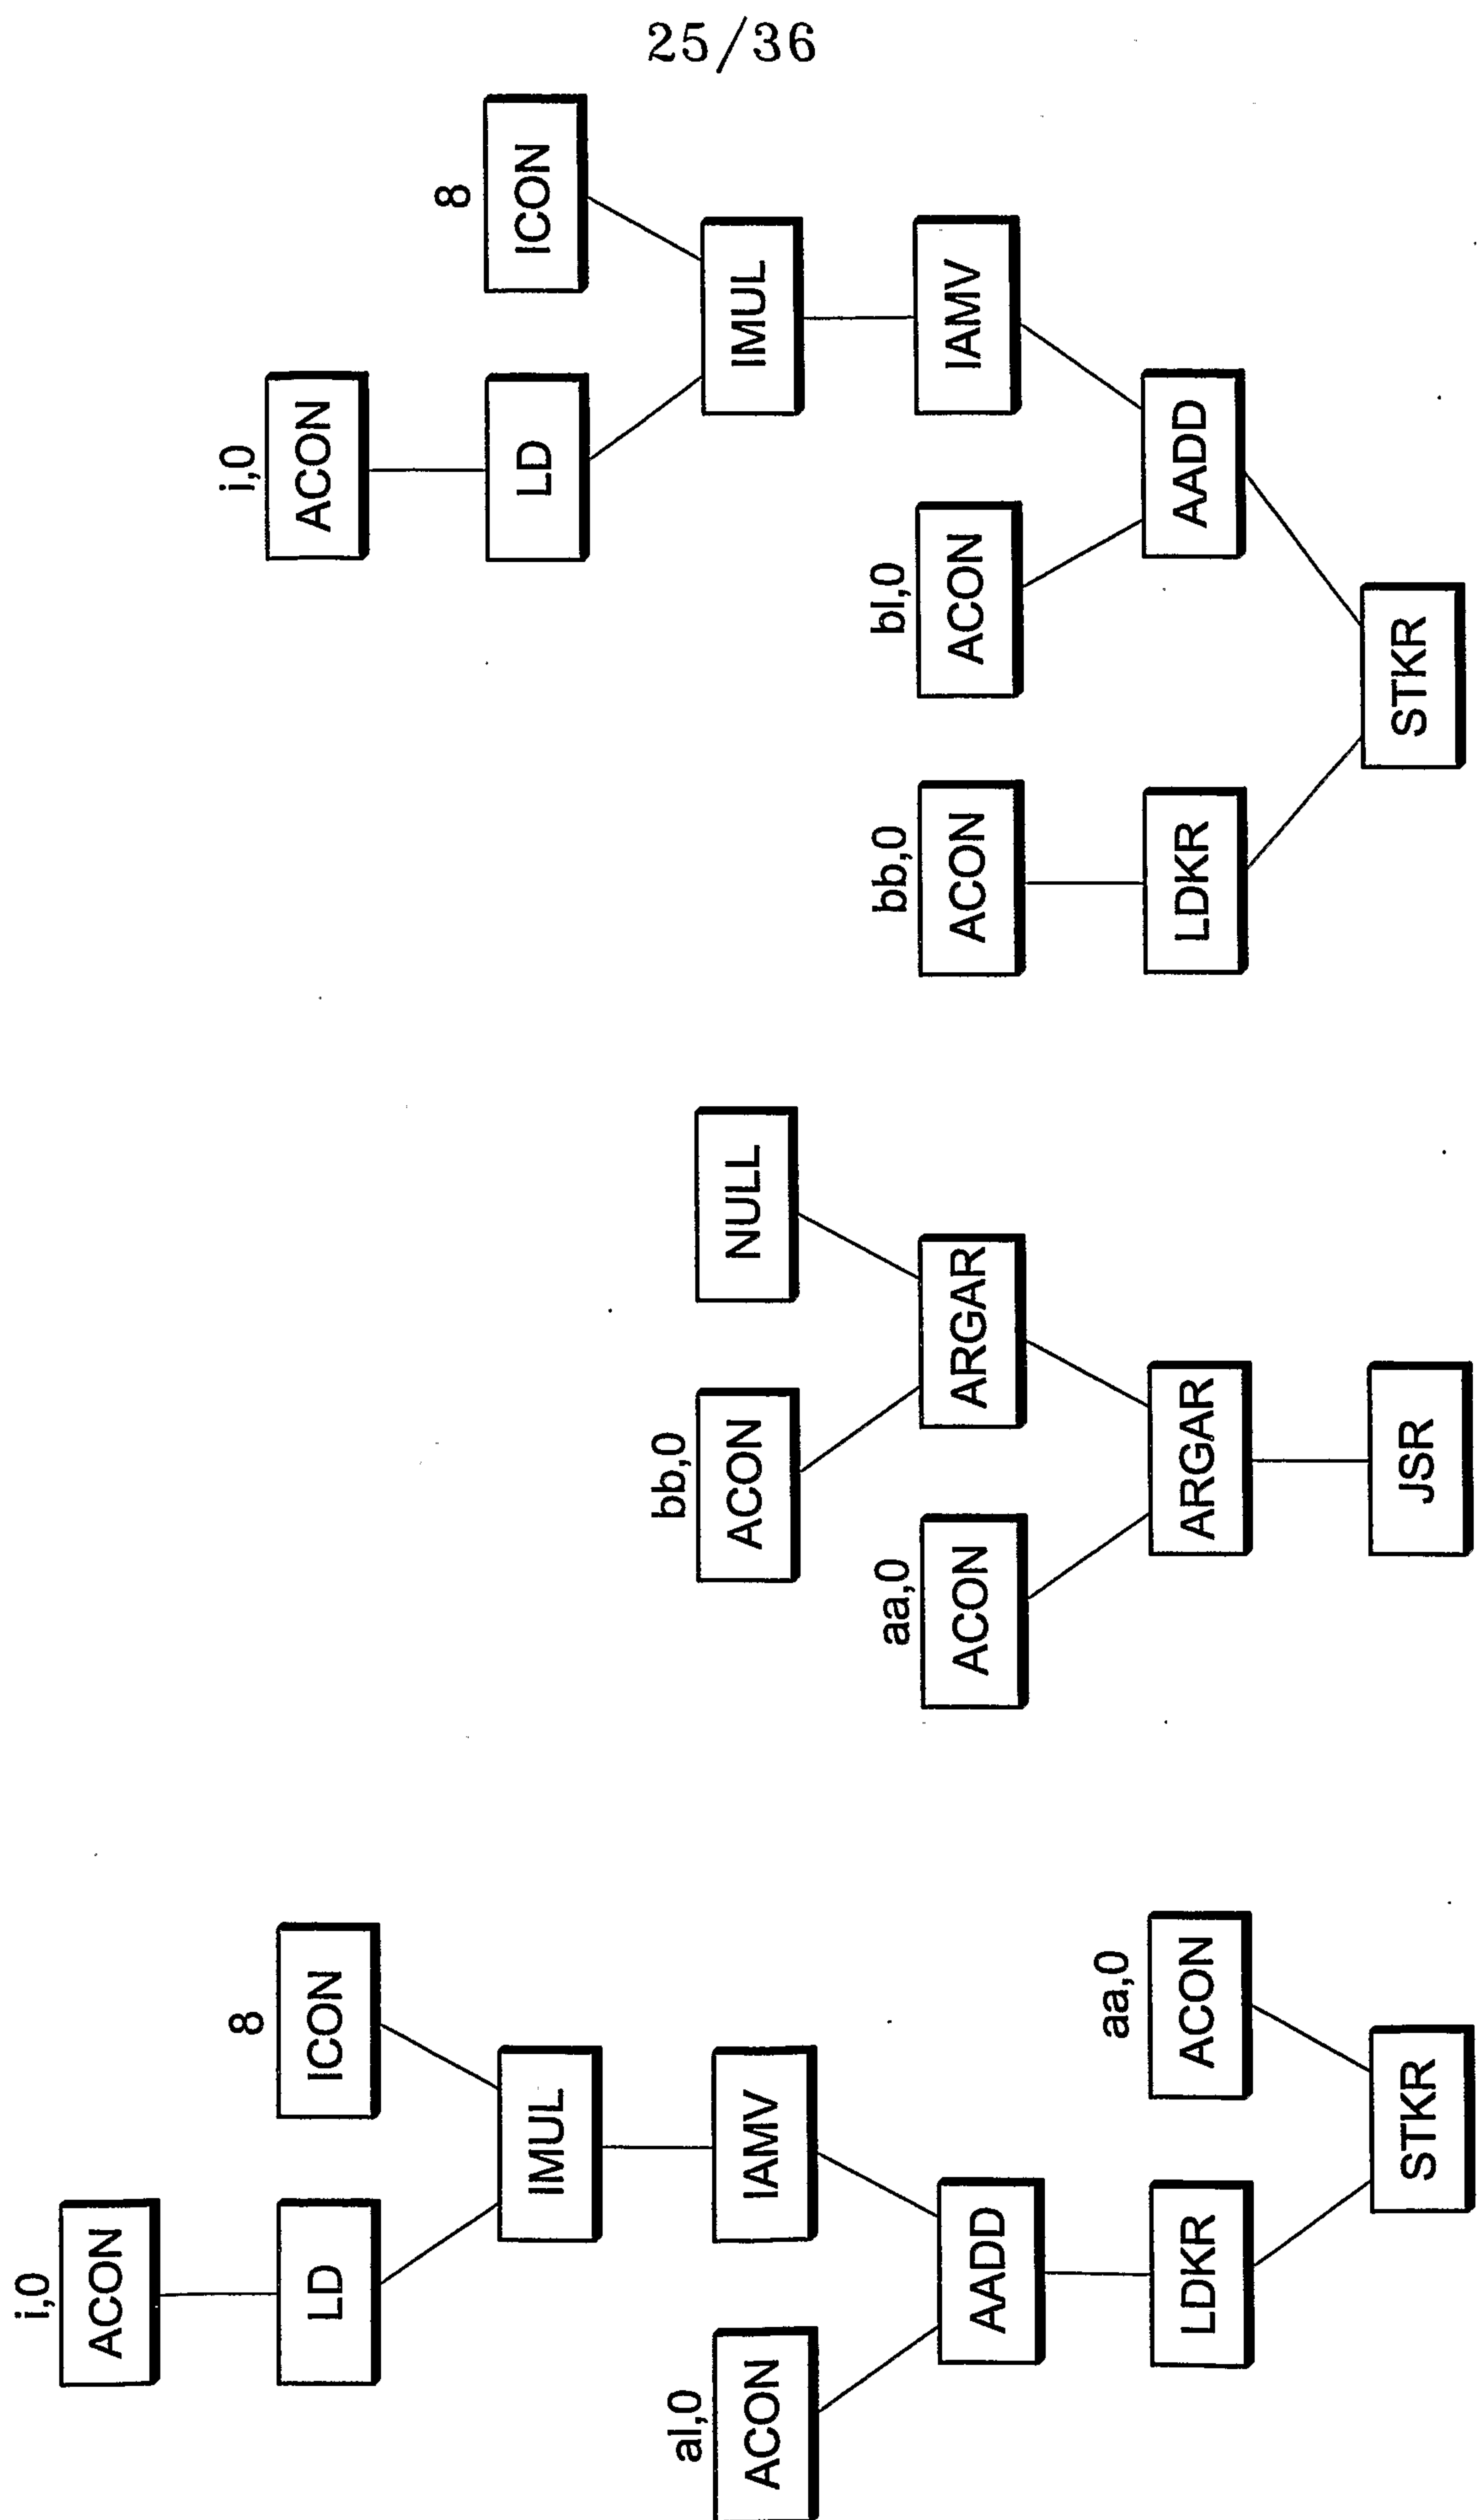 25/36
i,0
ACON
8
LD
ICON
IMUL
al,0
ACON
IAMV
AADD
aa,0
LDKR
ACON
STKR
bb,0
ACON
NULL
aa,0
ACON
ARGAR
ARGAR
JSR
i,0
ACON
8
LD
ICON
IMUL
bb,0
bl,0
ACON
ACON
IAMV
LDKR
AADD
STKR